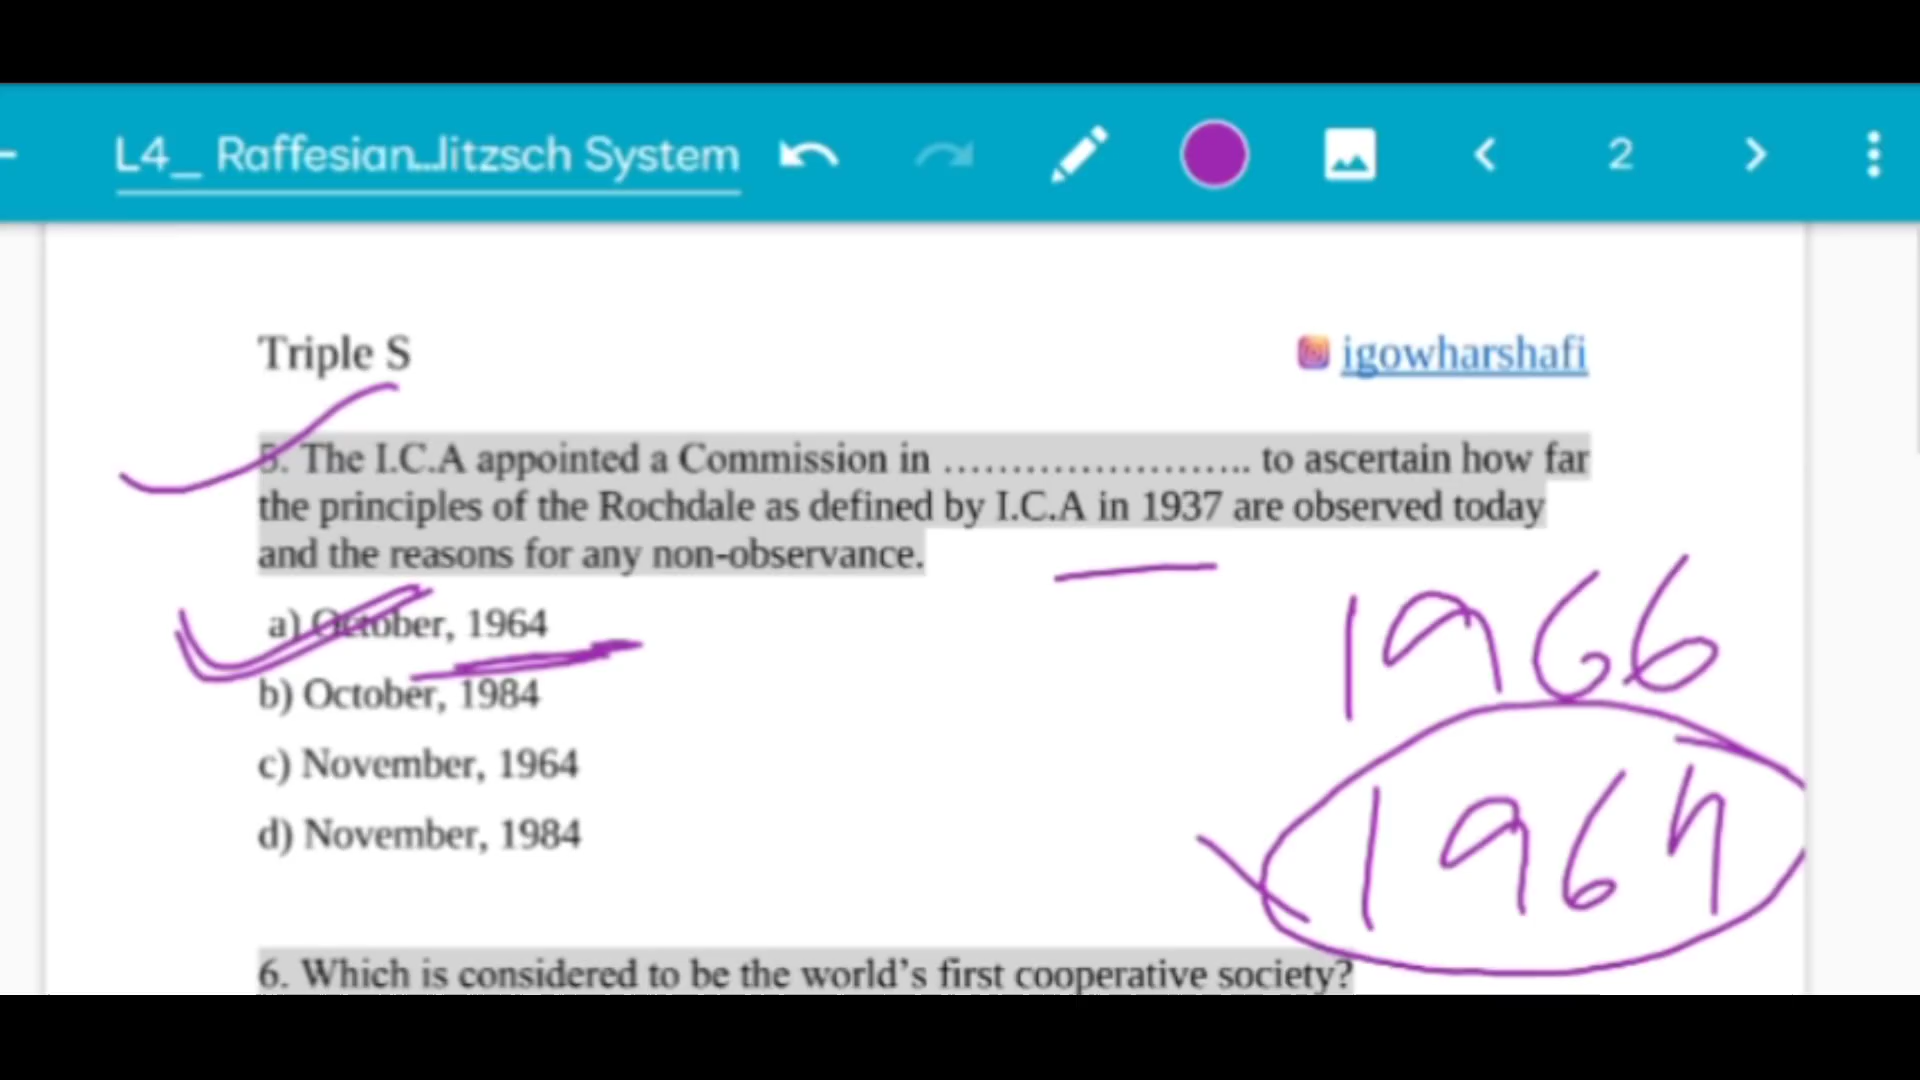 L4_ Raffesian...litzsch System
2
Triple S
igowharshafi
5. The I.C.A appointed a Commission in ........................ to ascertain how far
the principles of the Rochdale as defined by I.C.A in 1937 are observed today
and the reasons for any non-observance.
a) October, 1964
b) October, 1984
c) November, 1964
d) November, 1984
1966
1964
6. Which is considered to be the world’s first cooperative society?